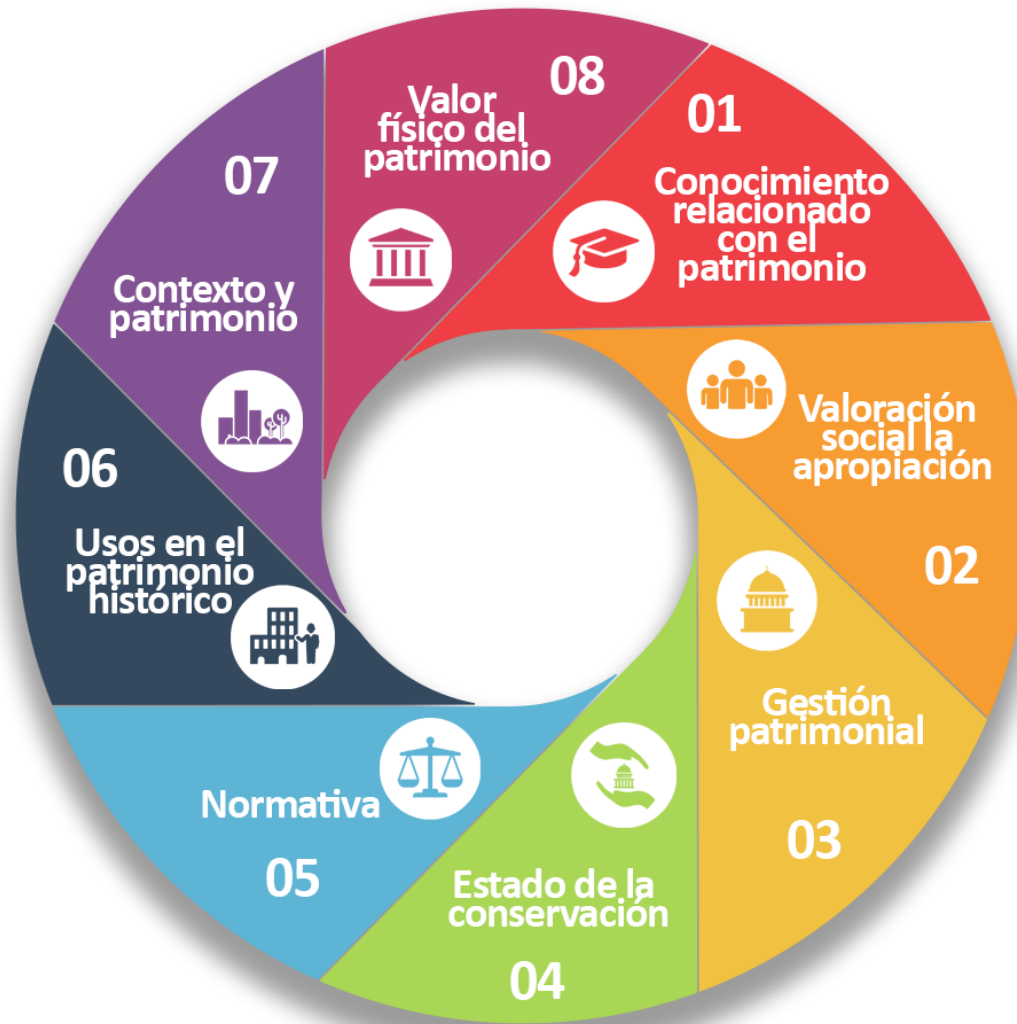 01
Conocimiento
relacionado
con el
patrimonio
Valoración
social la
apropiación
02
Gestión
patrimonial
03
Estado de la
conservación
04
Normativa
05
06
Usos en el
patrimonio
histórico
07
Contexto y
patrimonio
08
Valor
físico del
patrimonio